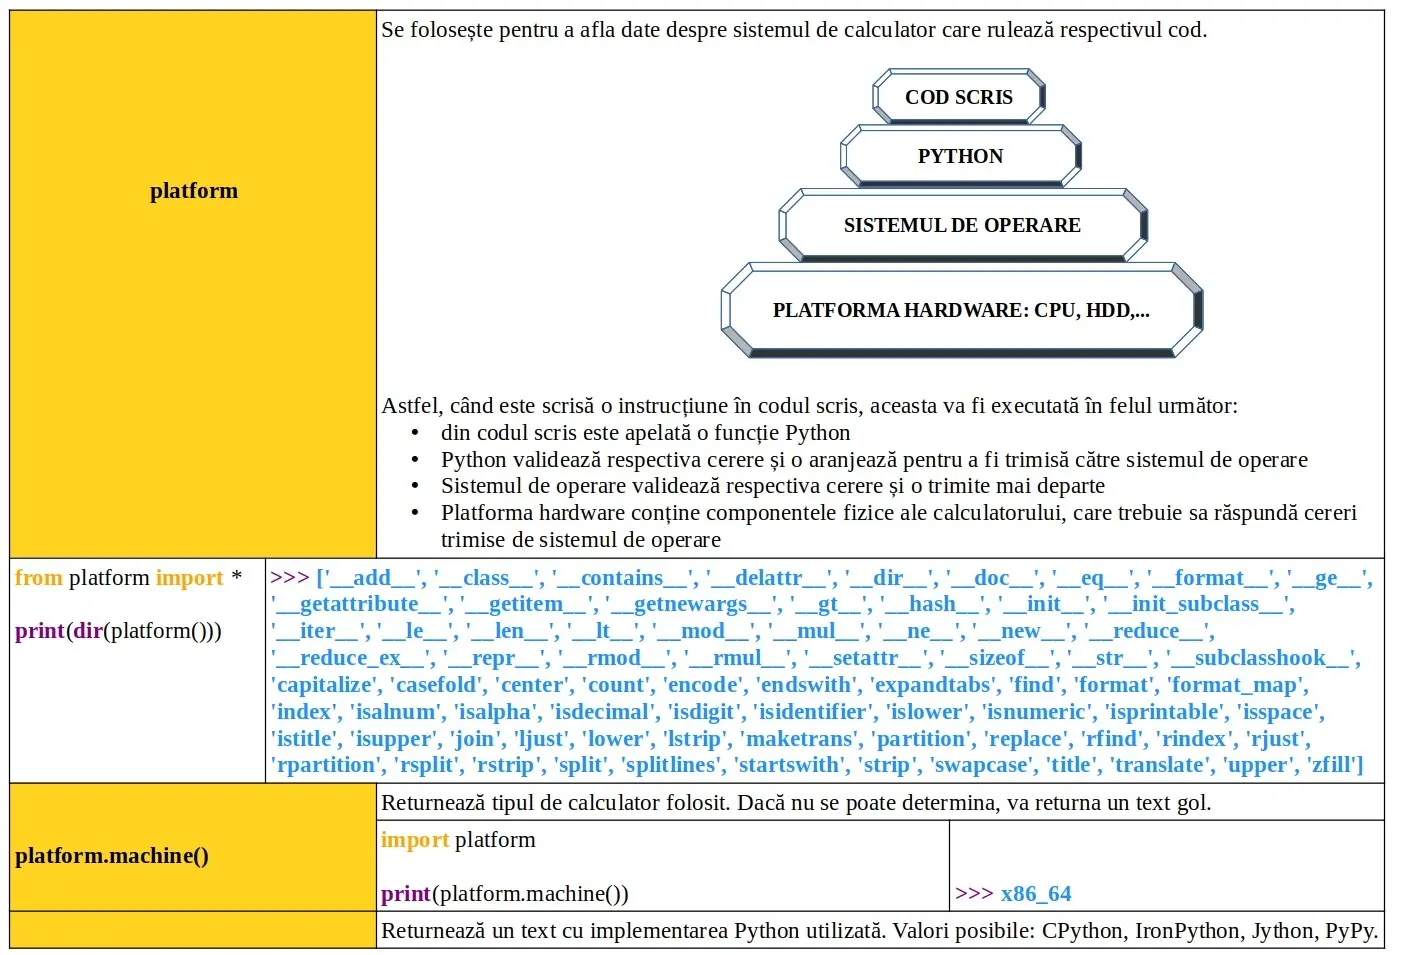 platform
Se folosește pentru a afla date despre sistemul de calculator care rulează respectivul cod.
COD SCRIS
PYTHON
SISTEMUL DE OPERARE
PLATFORMA HARDWARE: CPU, HDD,...
Astfel, când este scrisă o instrucțiune în codul scris, aceasta va fi executată în felul următor:
• din codul scris este apelată o funcție Python
• Python validează respectiva cerere și o aranjează pentru a fi trimisă către sistemul de operare
• Sistemul de operare validează respectiva cerere și o trimite mai departe
• Platforma hardware conține componentele fizice ale calculatorului, care trebuie sa răspundă cereri
trimise de sistemul de operare
from platform import *
print(dir(platform()))
>>> ['__add__', '__class__', '__contains__', '__delattr__', '__dir__', '__doc__', '__eq__', '__format__', '__ge__',
'__getattribute__', '__getitem__', '__getnewargs__', '__gt__', '__hash__', '__init__', '__init_subclass__',
'__iter__', '__le__', '__len__', '__lt__', '__mod__', '__mul__', '__ne__', '__new__', '__reduce__',
'__reduce_ex__', '__repr__', '__rmod__', '__rmul__', '__setattr__', '__sizeof__', '__str__', '__subclasshook__',
'capitalize', 'casefold', 'center', 'count', 'encode', 'endswith', 'expandtabs', 'find', 'format', 'format_map',
'index', 'isalnum', 'isalpha', 'isdecimal', 'isdigit', 'isidentifier', 'islower', 'isnumeric', 'isprintable', 'isspace',
'istitle', 'isupper', 'join', 'ljust', 'lower', 'lstrip', 'maketrans', 'partition', 'replace', 'rfind', 'rindex', 'rjust',
'rpartition', 'rsplit', 'rstrip', 'split', 'splitlines', 'startswith', 'strip', 'swapcase', 'title', 'translate', 'upper', 'zfill']
platform.machine()
Returnează tipul de calculator folosit. Dacă nu se poate determina, va returna un text gol.
import platform
print(platform.machine())
>>> x86_64
Returnează un text cu implementarea Python utilizată. Valori posibile: CPython, IronPython, Jython, PyPy.